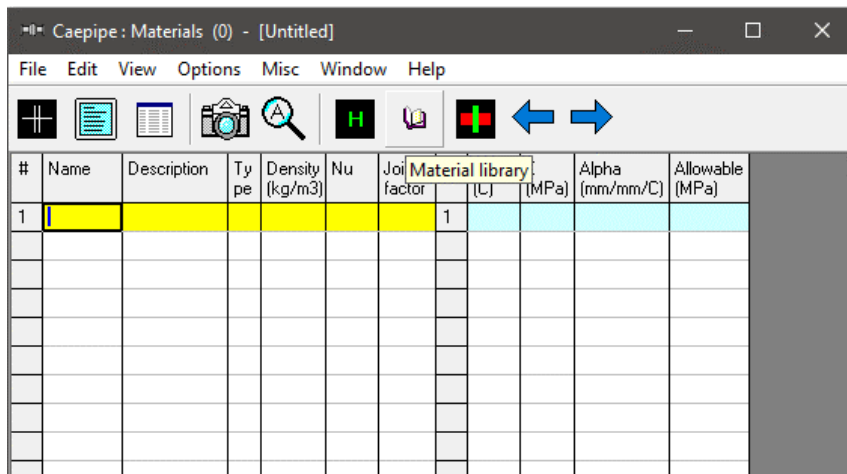 Caepipe : Materials (0) - [Untitled]
File Edit View Options Misc Window Help
H
Material library
# Name Description Ty Density Nu Joi Alpha Allowable
pe (kg/m3) factor (C) (MPa) (mm/mm/C) (MPa)
1 1